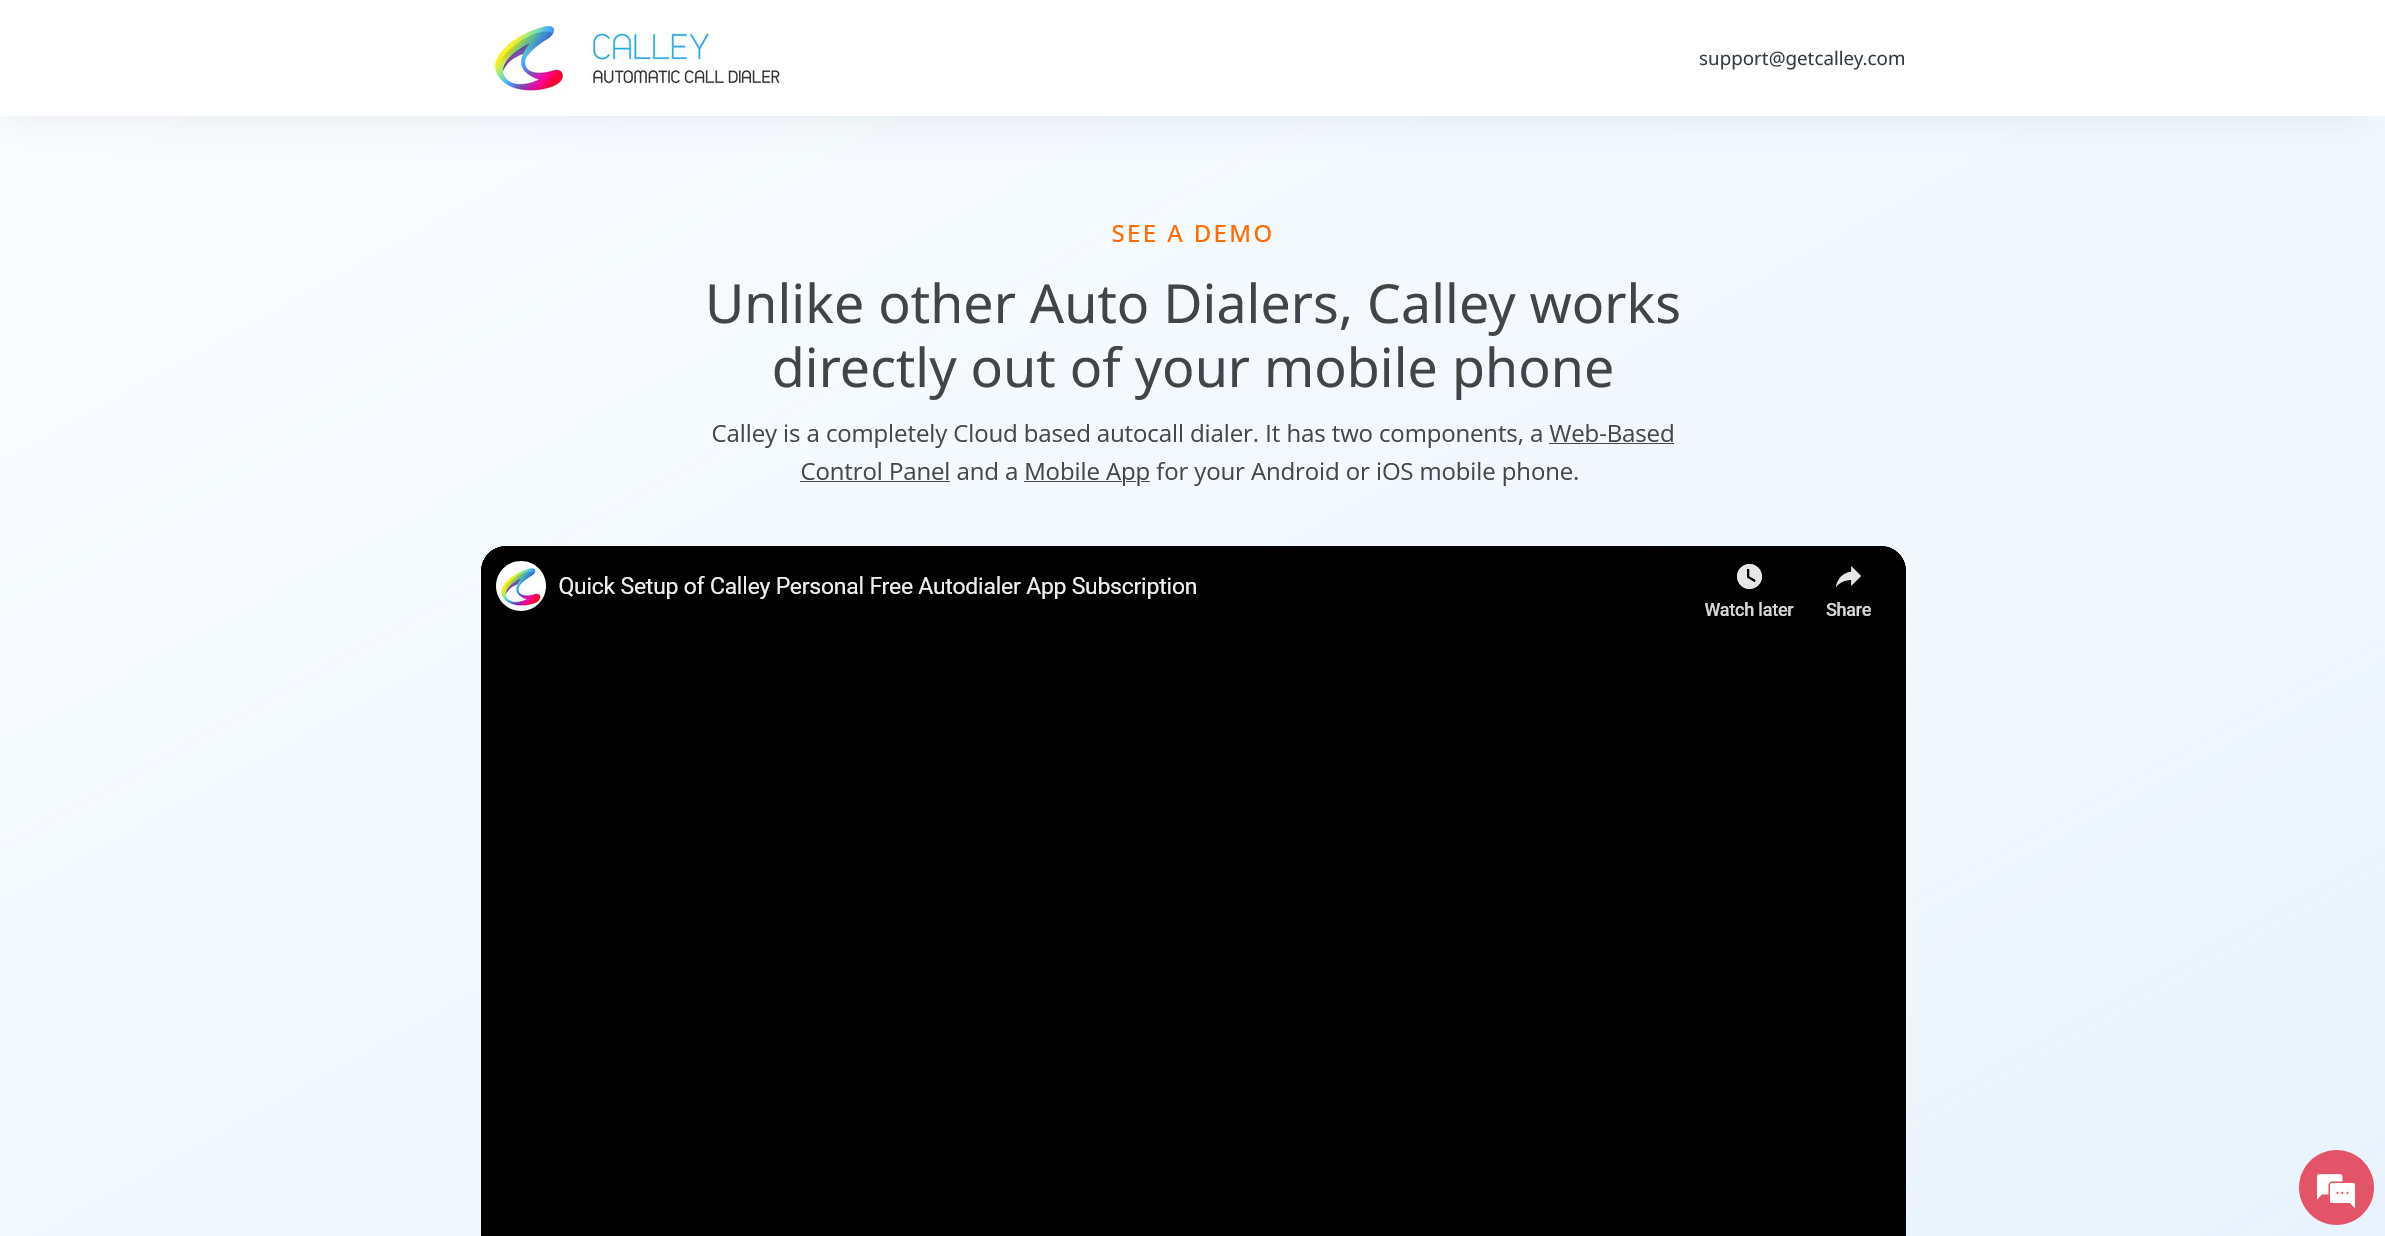 CALLEY
AUTOMATIC CALL DIALER
support@getcalley.com
SEE A DEMO
Unlike other Auto Dialers, Calley works
directly out of your mobile phone
Calley is a completely Cloud based autocall dialer. It has two components, a Web-Based
Control Panel and a Mobile App for your Android or iOS mobile phone.
Quick Setup of Calley Personal Free Autodialer App Subscription
Watch later
Share